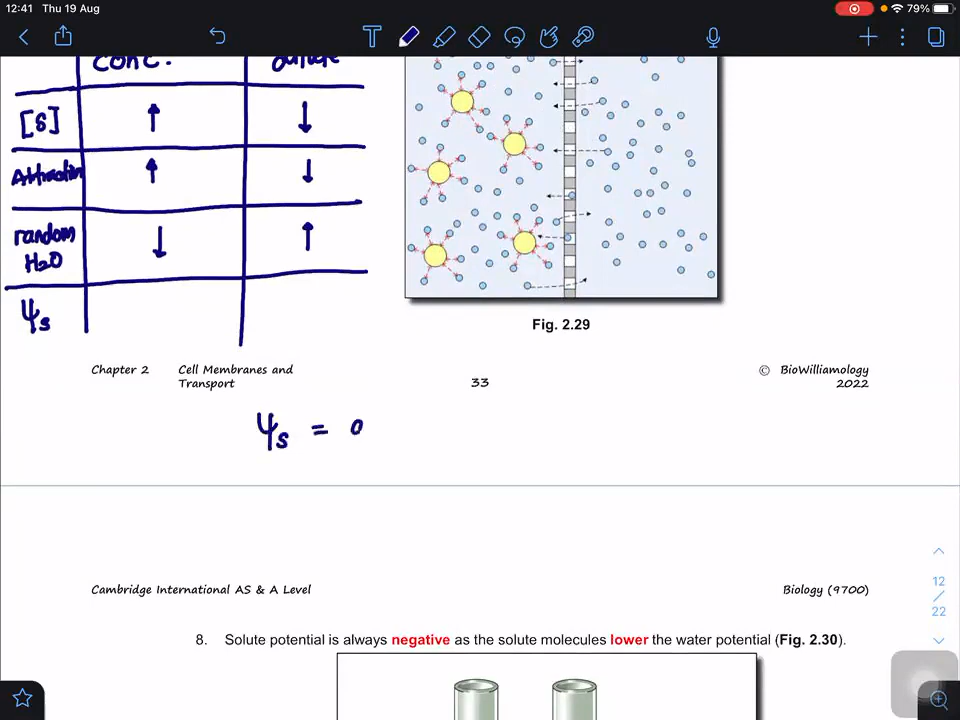 12:41 Thu 19 Aug
79%
T
conc. dilute
[s] ↑ ↓
Attraction ↑ ↓
random H2O ↓ ↑
Ψs
Fig. 2.29
Chapter 2 Cell Membranes and Transport
33
© BioWilliamology 2022
Ψs = 0
12 / 22
Cambridge International AS & A Level
Biology (9700)
8. Solute potential is always negative as the solute molecules lower the water potential (Fig. 2.30).